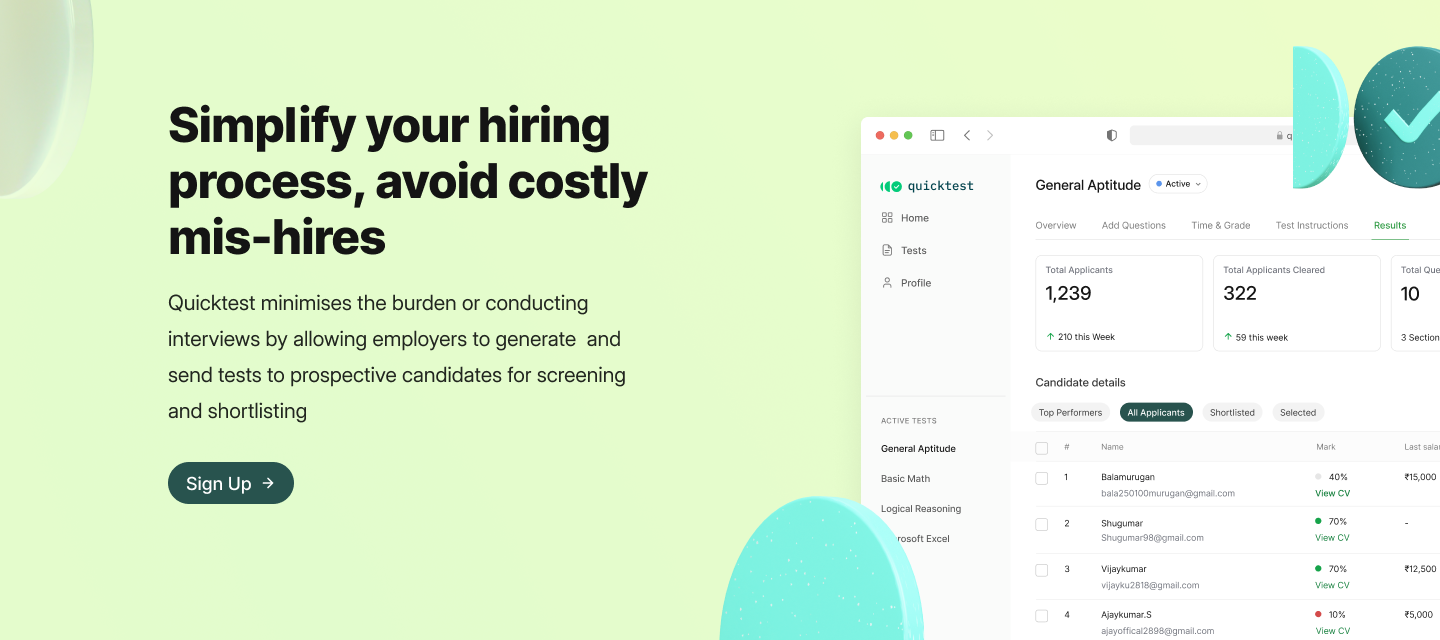 Simplify your hiring
process, avoid costly
mis-hires
Quicktest minimises the burden or conducting
interviews by allowing employers to generate  and
send tests to prospective candidates for screening
and shortlisting
Sign Up
quicktest
Home
Tests
Profile
ACTIVE TESTS
General Aptitude
Basic Math
Logical Reasoning
rosoft Excel
q
General Aptitude
Active
Overview Add Questions Time & Grade Test Instructions Results
Total Applicants
1,239
210 this Week
Total Applicants Cleared
322
59 this week
Total Que
10
3 Section
Candidate details
Top Performers All Applicants Shortlisted Selected
# Name Mark Last salar
1 Balamurugan 40% ₹15,000
bala250100murugan@gmail.com View CV
2 Shugumar 70% -
Shugumar98@gmail.com View CV
3 Vijaykumar 70% ₹12,500
vijayku2818@gmail.com View CV
4 Ajaykumar.S 10% ₹5,000
ajayoffical2898@gmail.com View CV